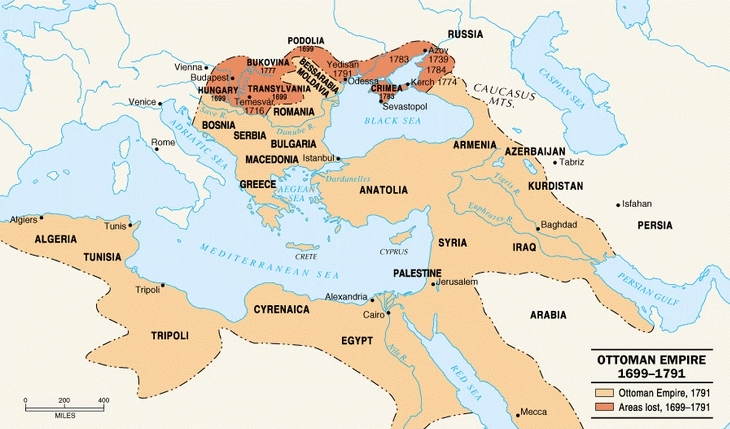 RUSSIA
PODOLIA
1699
Vienna
BUKOVINA
1777
Yedisan
1791
1783
Azov
1739
1784
Budapest
HUNGARY
1699
TRANSYLVANIA
1699
BESSARABIA
MOLDAVIA
Odessa
CRIMEA
1783
Kerch 1774
CAUCASUS
MTS.
CASPIAN SEA
Temesvar,
1716
Sevastopol
Venice
Save R.
ROMANIA
BLACK SEA
BOSNIA
SERBIA
Danube R.
ADRIATIC SEA
Rome
BULGARIA
ARMENIA
AZERBAIJAN
Tabriz
MACEDONIA
Istanbul
GREECE
Dardanelles
AEGEAN
SEA
ANATOLIA
Tigris R.
KURDISTAN
Euphrates R.
Isfahan
PERSIA
Algiers
Tunis
ALGERIA
TUNISIA
MEDITERRANEAN SEA
CRETE
CYPRUS
SYRIA
Baghdad
IRAQ
PALESTINE
Jerusalem
PERSIAN GULF
Tripoli
Alexandria
CYRENAICA
Cairo
ARABIA
TRIPOLI
EGYPT
Nile R.
RED SEA
Mecca
OTTOMAN EMPIRE
1699–1791
Ottoman Empire, 1791
Areas lost, 1699–1791
0 200 400
MILES